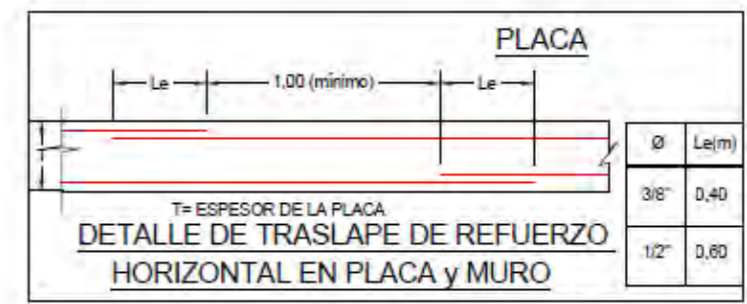 PLACA
Le
1,00 (mínimo)
Le
T
T= ESPESOR DE LA PLACA
DETALLE DE TRASLAPE DE REFUERZO
HORIZONTAL EN PLACA y MURO
Ø Le(m)
3/8" 0,40
1/2" 0,60